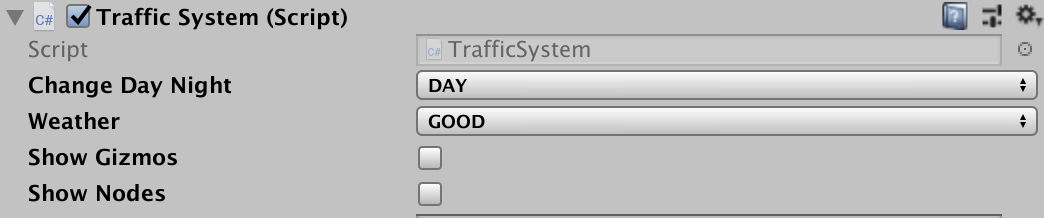 C# Traffic System (Script)
Script C# TrafficSystem
Change Day Night DAY
Weather GOOD
Show Gizmos
Show Nodes